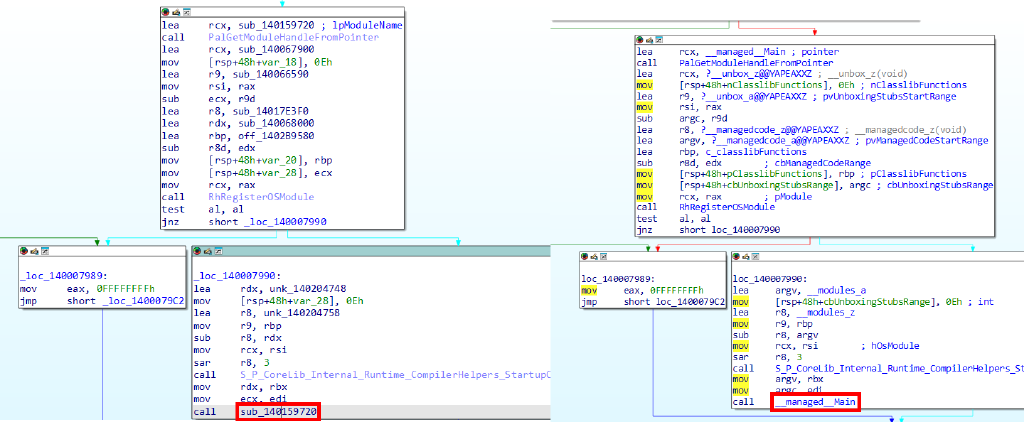 lea rcx, sub_140159720 ; lpModuleName
call PalGetModuleHandleFromPointer
lea rcx, sub_140067900
mov [rsp+48h+var_18], 0Eh
lea r9, sub_140066590
mov rsi, rax
sub ecx, r9d
lea r8, sub_14017E3F0
lea rdx, sub_140068000
lea rbp, off_1402B9580
sub r8d, edx
mov [rsp+48h+var_20], rbp
mov [rsp+48h+var_28], ecx
mov rcx, rax
call RhRegisterOSModule
test al, al
jnz short _loc_140007990
_loc_140007989:
mov eax, 0FFFFFFFFh
jmp short _loc_1400079C2
_loc_140007990:
lea rdx, unk_140204748
mov [rsp+48h+var_28], 0Eh
lea r8, unk_140204758
mov r9, rbp
sub r8, rdx
mov rcx, rsi
sar r8, 3
call S_P_CoreLib_Internal_Runtime_CompilerHelpers_StartupC
mov rdx, rbx
mov ecx, edi
call sub_140159720
lea rcx, __managed__Main ; pointer
call PalGetModuleHandleFromPointer
lea rcx, ?__unbox_z@@YAPEAXXZ ; __unbox_z(void)
mov [rsp+48h+nClasslibFunctions], 0Eh ; nClasslibFunctions
lea r9, ?__unbox_a@@YAPEAXXZ ; pvUnboxingStubsStartRange
mov rsi, rax
sub argc, r9d
lea r8, ?__managedcode_z@@YAPEAXXZ ; __managedcode_z(void)
lea argv, ?__managedcode_a@@YAPEAXXZ ; pvManagedCodeStartRange
lea rbp, c_classlibFunctions
sub r8d, edx ; cbManagedCodeRange
mov [rsp+48h+pClasslibFunctions], rbp ; pClasslibFunctions
mov [rsp+48h+cbUnboxingStubsRange], argc ; cbUnboxingStubsRange
mov rcx, rax ; pModule
call RhRegisterOSModule
test al, al
jnz short loc_140007990
loc_140007989:
mov eax, 0FFFFFFFFh
jmp short loc_1400079C2
loc_140007990:
lea argv, __modules_a
mov [rsp+48h+cbUnboxingStubsRange], 0Eh ; int
lea r8, __modules_z
mov r9, rbp
sub r8, argv
mov rcx, rsi ; hOsModule
sar r8, 3
call S_P_CoreLib_Internal_Runtime_CompilerHelpers_St
mov argv, rbx
mov argc, edi
call __managed__Main